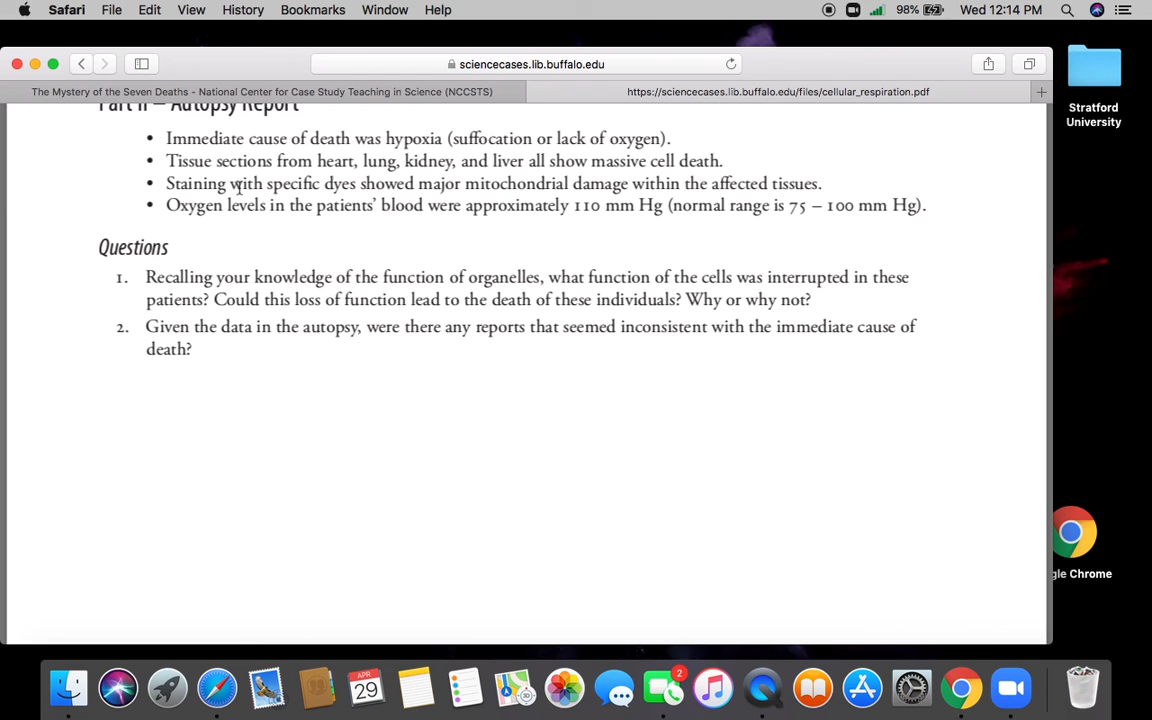 Safari File Edit View History Bookmarks Window Help 98% Wed 12:14 PM
sciencecases.lib.buffalo.edu
The Mystery of the Seven Deaths - National Center for Case Study Teaching in Science (NCCSTS) https://sciencecases.lib.buffalo.edu/files/cellular_respiration.pdf
Part II – Autopsy Report
• Immediate cause of death was hypoxia (suffocation or lack of oxygen).
• Tissue sections from heart, lung, kidney, and liver all show massive cell death.
• Staining with specific dyes showed major mitochondrial damage within the affected tissues.
• Oxygen levels in the patients’ blood were approximately 110 mm Hg (normal range is 75 – 100 mm Hg).
Questions
1. Recalling your knowledge of the function of organelles, what function of the cells was interrupted in these
patients? Could this loss of function lead to the death of these individuals? Why or why not?
2. Given the data in the autopsy, were there any reports that seemed inconsistent with the immediate cause of
death?
Stratford
University
gle Chrome
APR
29
2